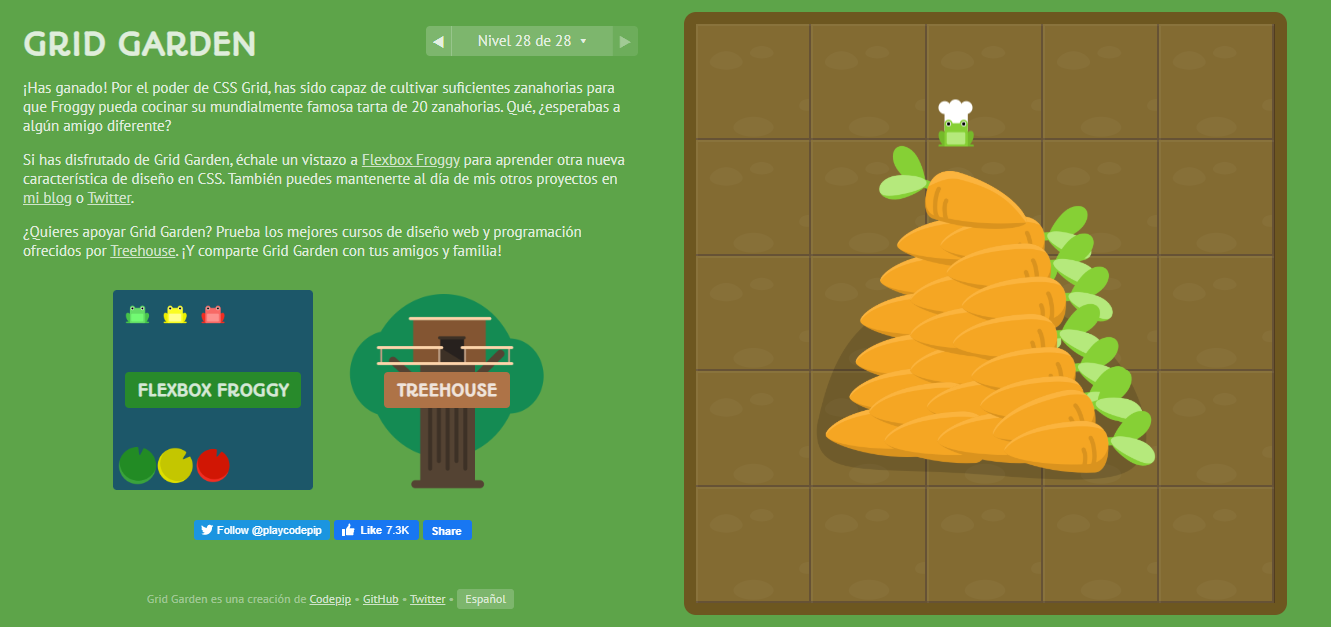 GRID GARDEN
◀ Nivel 28 de 28 ▾ ▶
¡Has ganado! Por el poder de CSS Grid, has sido capaz de cultivar suficientes zanahorias para
que Froggy pueda cocinar su mundialmente famosa tarta de 20 zanahorias. Qué, ¿esperabas a
algún amigo diferente?
Si has disfrutado de Grid Garden, échale un vistazo a Flexbox Froggy para aprender otra nueva
característica de diseño en CSS. También puedes mantenerte al día de mis otros proyectos en
mi blog o Twitter.
¿Quieres apoyar Grid Garden? Prueba los mejores cursos de diseño web y programación
ofrecidos por Treehouse. ¡Y comparte Grid Garden con tus amigos y familia!
FLEXBOX FROGGY
TREEHOUSE
Follow @playcodepip
Like 7.3K
Share
Grid Garden es una creación de Codepip • GitHub • Twitter • Español